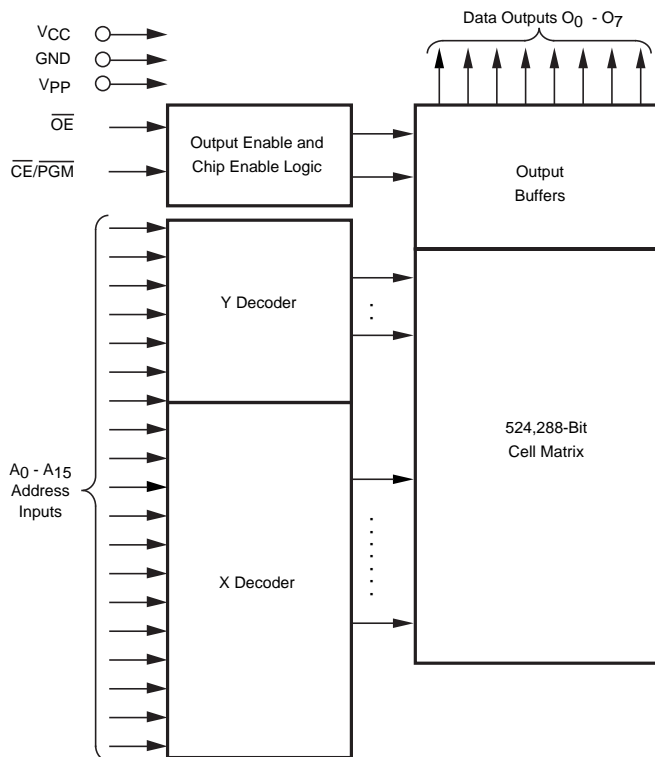 Data Outputs O0 - O7
VCC
GND
VPP
OE
CE/PGM
Output Enable and
Chip Enable Logic
Output
Buffers
Y Decoder
524,288-Bit
Cell Matrix
A0 - A15
Address
Inputs
X Decoder